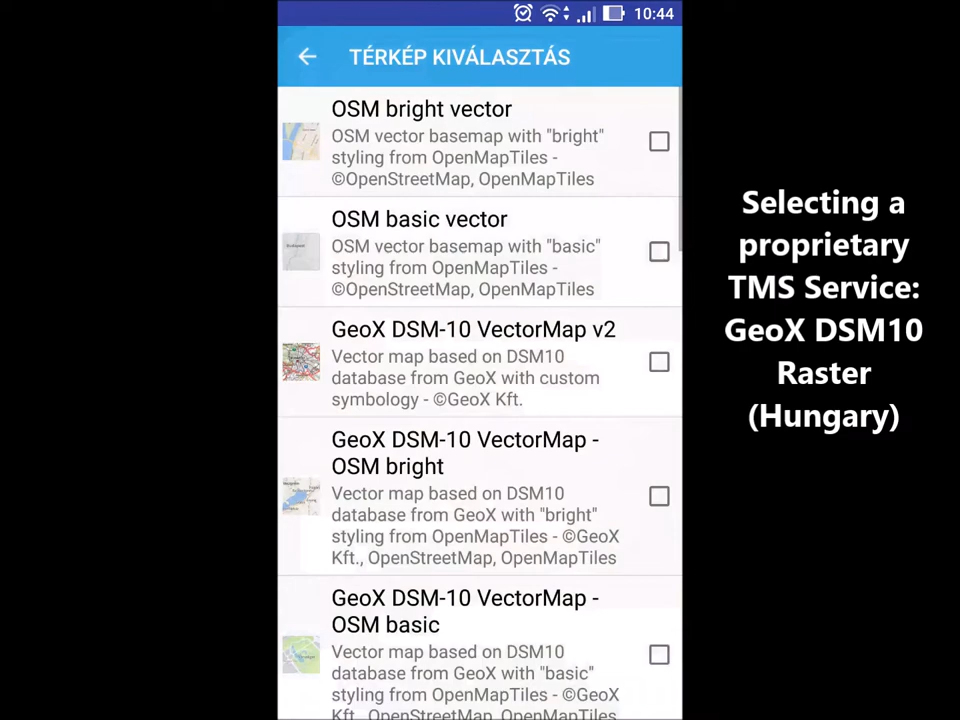 10:44
TÉRKÉP KIVÁLASZTÁS
OSM bright vector
OSM vector basemap with "bright"
styling from OpenMapTiles -
©OpenStreetMap, OpenMapTiles
OSM basic vector
OSM vector basemap with "basic"
styling from OpenMapTiles -
©OpenStreetMap, OpenMapTiles
GeoX DSM-10 VectorMap v2
Vector map based on DSM10
database from GeoX with custom
symbology - ©GeoX Kft.
GeoX DSM-10 VectorMap -
OSM bright
Vector map based on DSM10
database from GeoX with "bright"
styling from OpenMapTiles - ©GeoX
Kft., OpenStreetMap, OpenMapTiles
GeoX DSM-10 VectorMap -
OSM basic
Vector map based on DSM10
database from GeoX with "basic"
styling from OpenMapTiles - ©GeoX
Kft., OpenStreetMap, OpenMapTiles
Selecting a
proprietary
TMS Service:
GeoX DSM10
Raster
(Hungary)